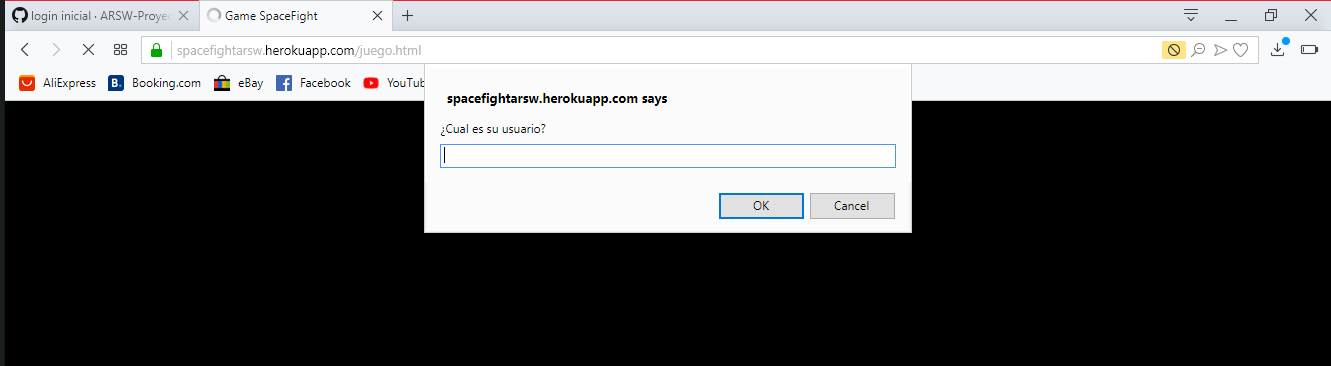 login inicial · ARSW-Proye
Game SpaceFight
spacefightarsw.herokuapp.com/juego.html
AliExpress
B. Booking.com
eBay
Facebook
YouTub
spacefightarsw.herokuapp.com says
¿Cual es su usuario?
OK
Cancel